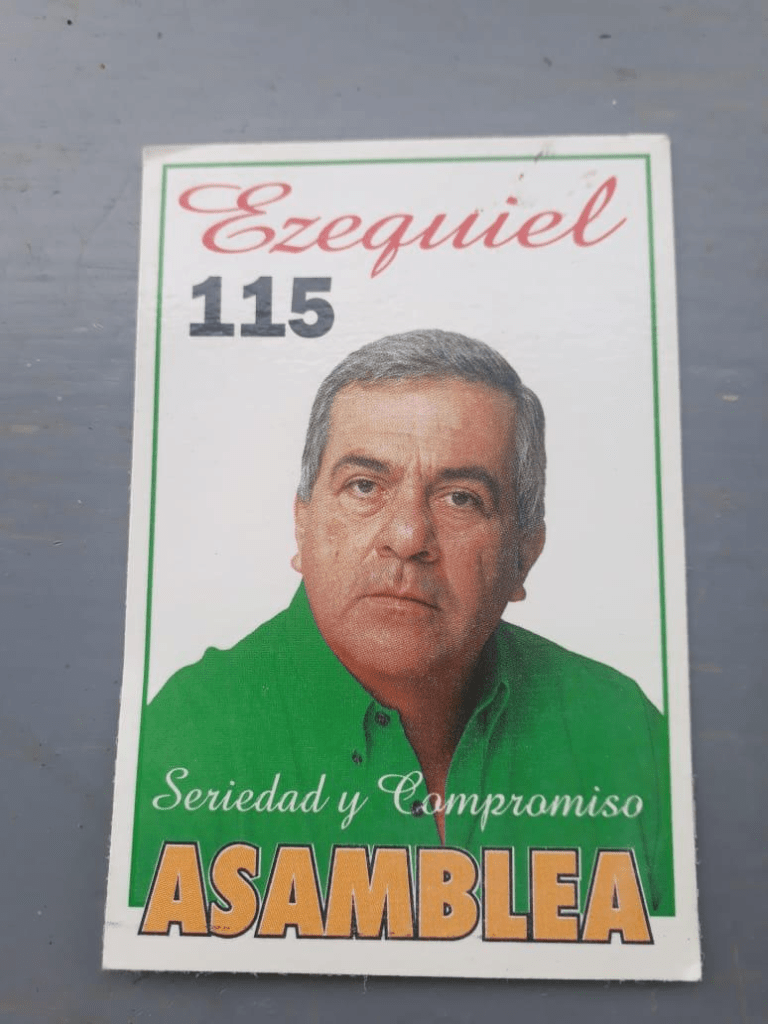 Ezequiel
115
Seriedad y Compromiso
ASAMBLEA